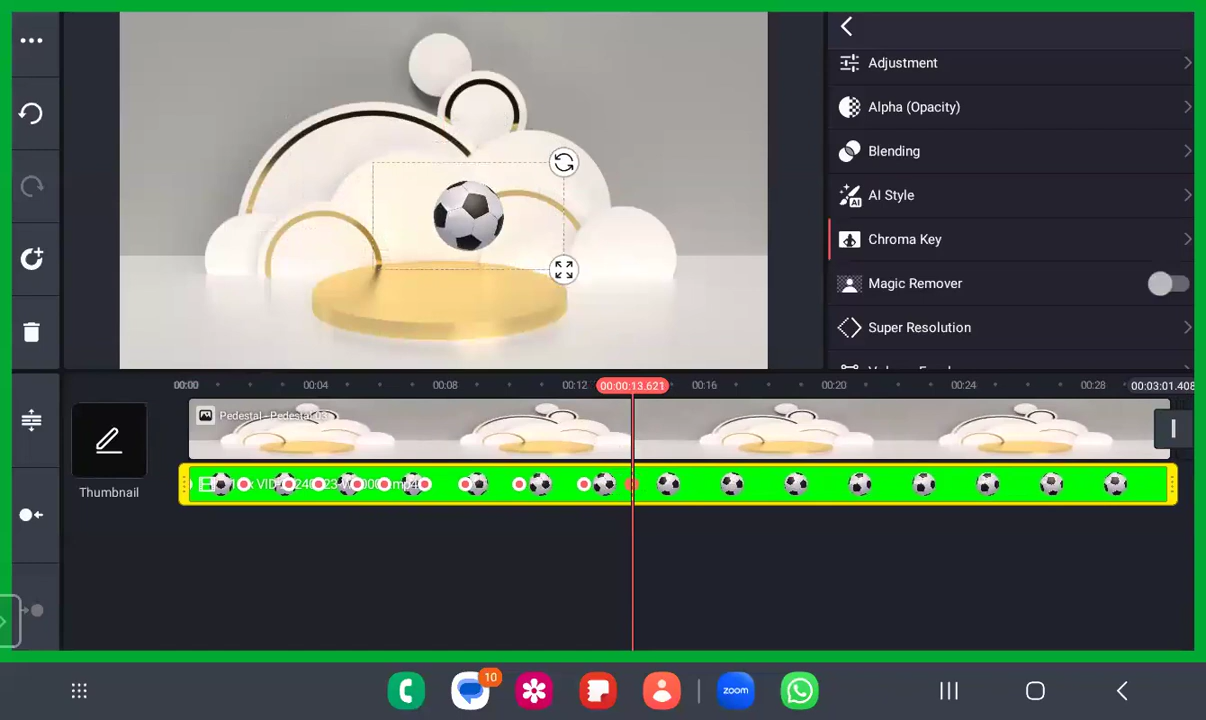 Adjustment
Alpha (Opacity)
Blending
AI Style
AI
Chroma Key
Magic Remover
Super Resolution
00:00
00:04
00:08
00:12
00:00:13.621
00:16
00:20
00:24
00:28
00:03:01.408
Pedestal - Pedestal 03
Thumbnail
10
zoom